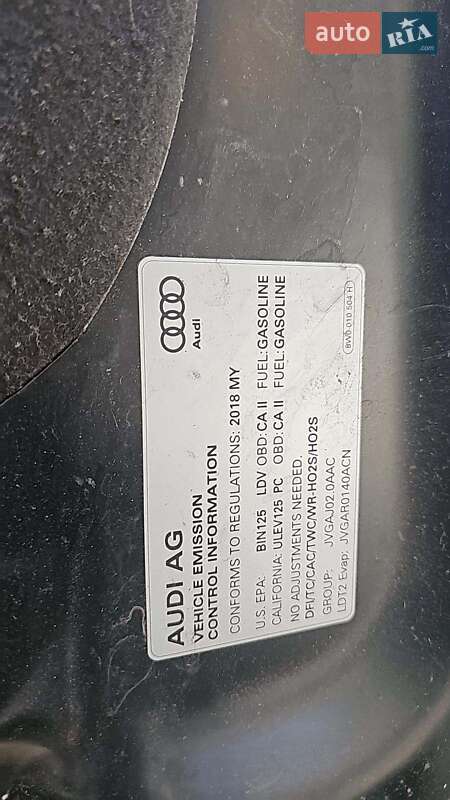 auto RIA
.com
AUDI AG
VEHICLE EMISSION
CONTROL INFORMATION
Audi
CONFORMS TO REGULATIONS: 2018 MY
U.S. EPA: BIN125 LDV OBD: CA II FUEL: GASOLINE
CALIFORNIA: ULEV125 PC OBD: CA II FUEL: GASOLINE
NO ADJUSTMENTS NEEDED.
DFI/TC/CAC/TWC/WR-HO2S/HO2S
GROUP: JVGAJ02.0AAC
LDT2 Evap: JVGAR0140ACN
8W0 010 504 H